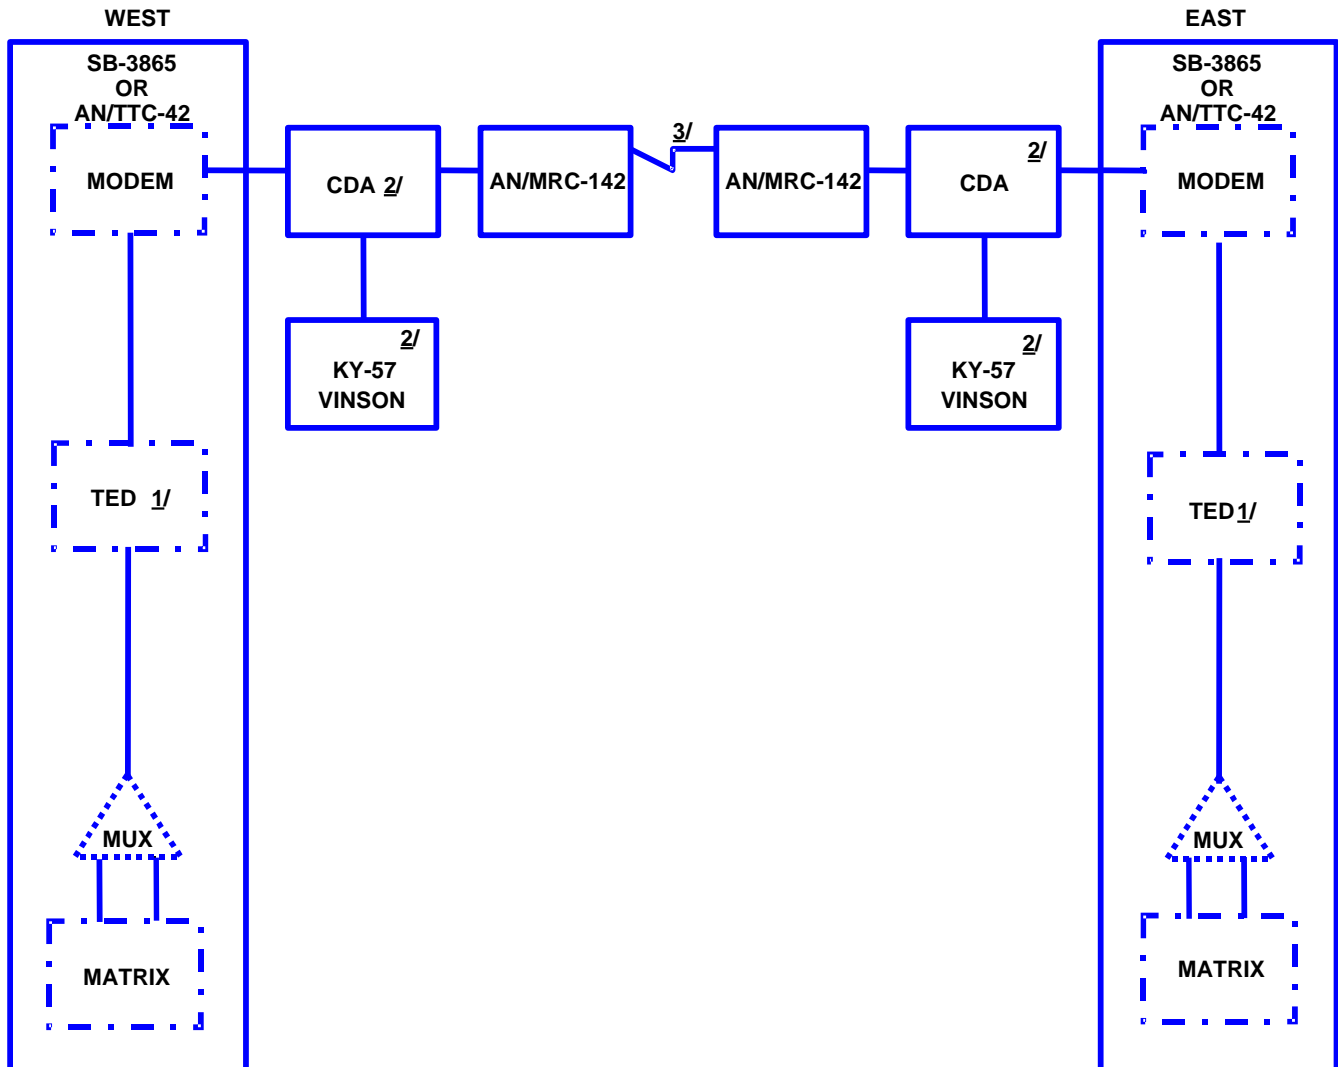 WEST
EAST
SB-3865
OR
AN/TTC-42
SB-3865
OR
AN/TTC-42
MODEM
CDA 2/
AN/MRC-142
3/
AN/MRC-142
2/
CDA
MODEM
2/
KY-57
VINSON
2/
KY-57
VINSON
TED 1/
TED 1/
MUX
MUX
MATRIX
MATRIX